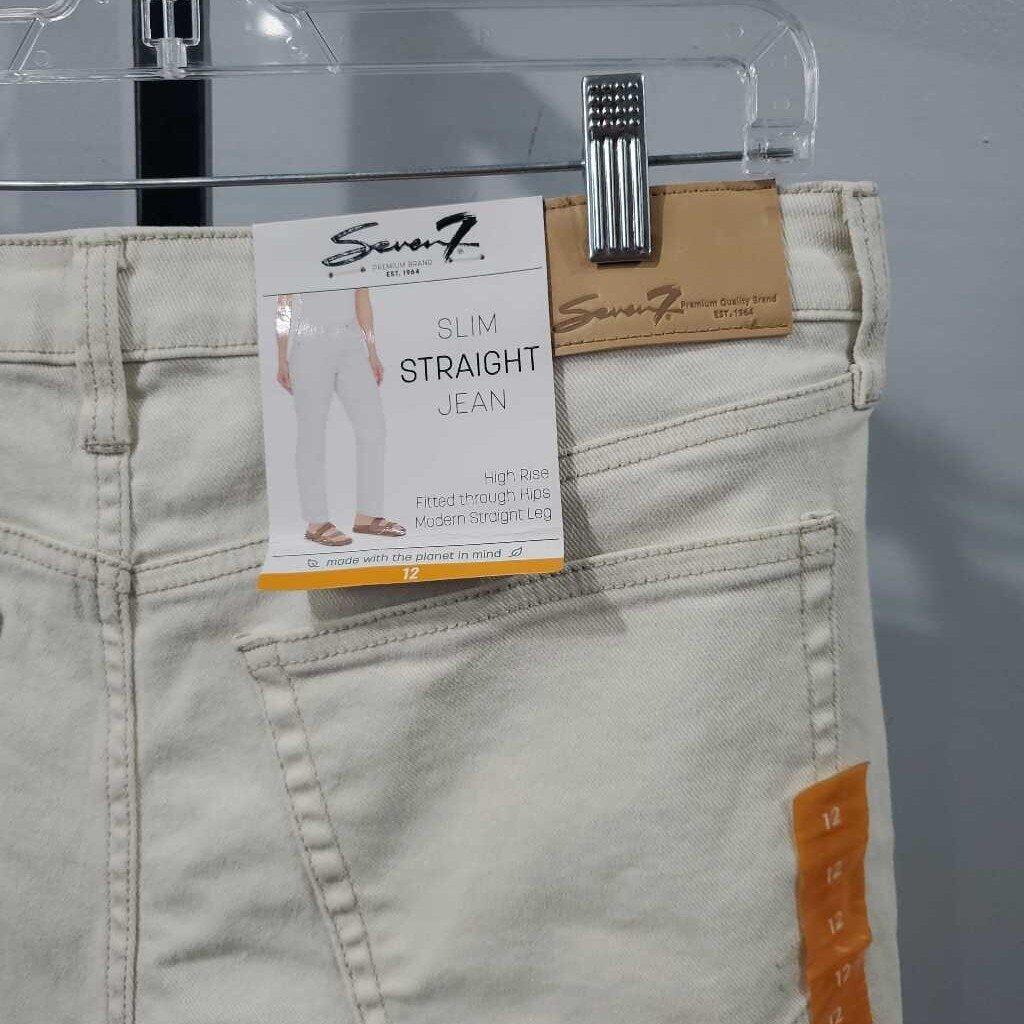 Seven7
PREMIUM BRAND
EST. 1964
SLIM
STRAIGHT
JEAN
High Rise
Fitted through Hips
Modern Straight Leg
made with the planet in mind
12
Seven7 Premium Quality Brand
EST. 1964
12
12
12
12
12